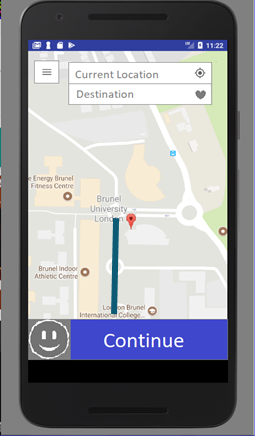 11:22
Current Location
Destination
e Energy Brunel
Fitness Centre
Brunel
University
London
Brunel Indoor
Athletic Centre
London Brunel
International College...
Continue